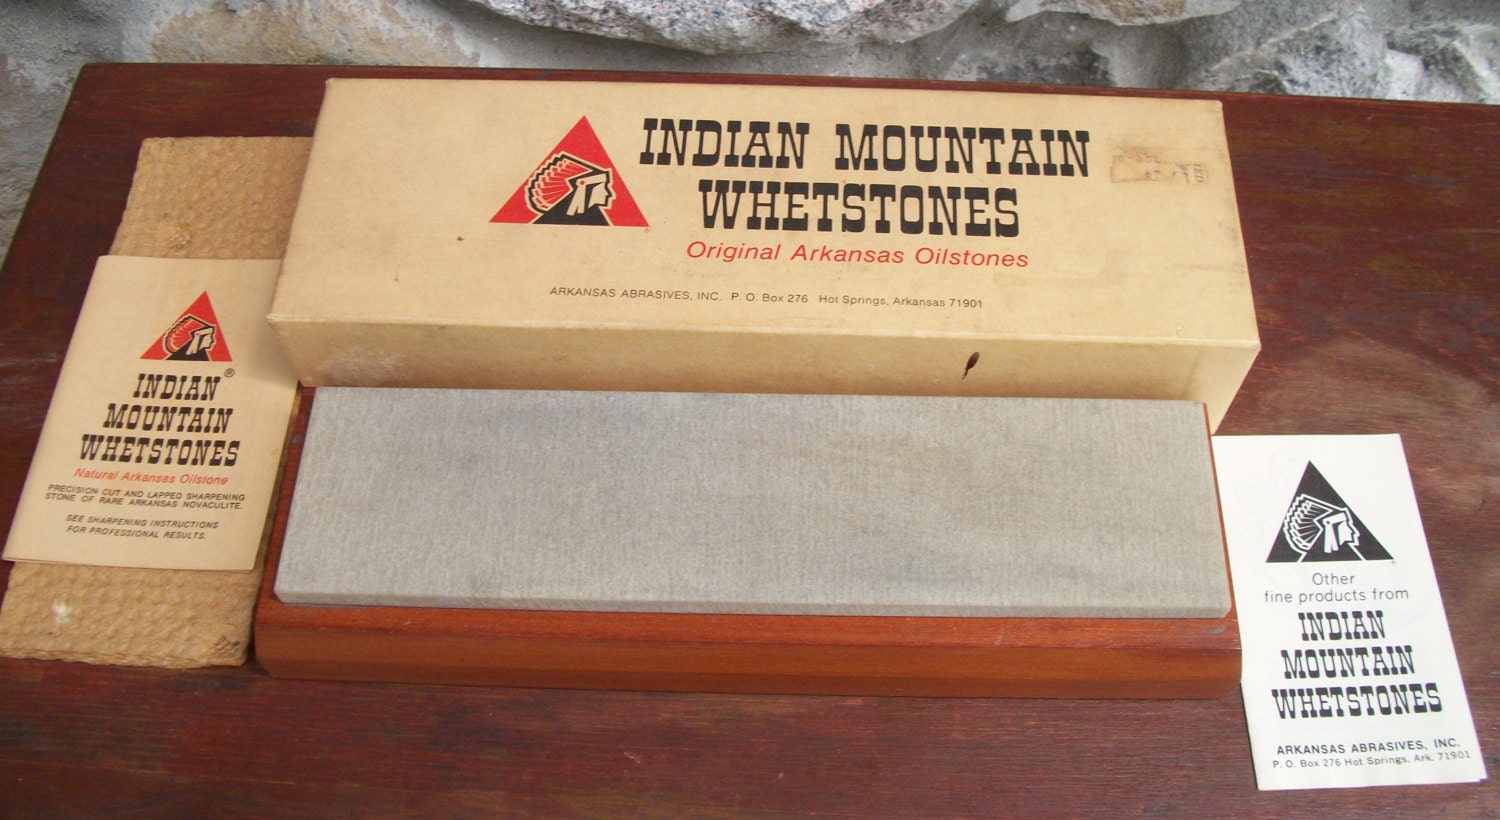 INDIAN MOUNTAIN
WHETSTONES
Original Arkansas Oilstones
ARKANSAS ABRASIVES, INC. P. O. Box 276 Hot Springs, Arkansas 71901
INDIAN®
MOUNTAIN
WHETSTONES
Natural Arkansas Oilstone
PRECISION CUT AND LAPPED SHARPENING
STONE OF RARE ARKANSAS NOVACULITE.
SEE SHARPENING INSTRUCTIONS
FOR PROFESSIONAL RESULTS.
Other
fine products from
INDIAN
MOUNTAIN
WHETSTONES
ARKANSAS ABRASIVES, INC.
P. O. Box 276 Hot Springs, Ark. 71901